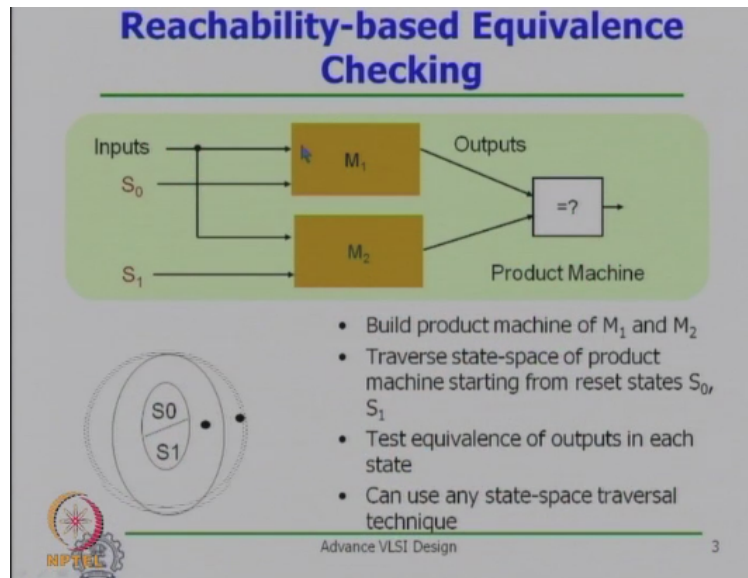 Reachability-based Equivalence
Checking
Inputs
S₀
S₁
M₁
M₂
Outputs
=?
Product Machine
• Build product machine of M₁ and M₂
• Traverse state-space of product
machine starting from reset states S₀,
S₁
• Test equivalence of outputs in each
state
• Can use any state-space traversal
technique
S0
S1
NPTEL
Advance VLSI Design
3